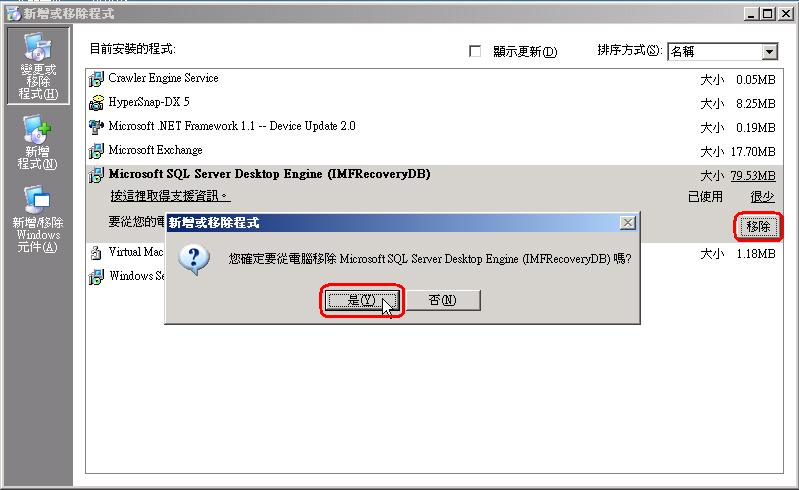 新增或移除程式
變更或
移除
程式(H)
新增
程式(N)
新增/移除
Windows
元件(A)
目前安裝的程式:
顯示更新(D)
排序方式(S):
名稱
Crawler Engine Service 大小 0.05MB
HyperSnap-DX 5 大小 8.25MB
Microsoft .NET Framework 1.1 -- Device Update 2.0 大小 0.19MB
Microsoft Exchange 大小 17.70MB
Microsoft SQL Server Desktop Engine (IMFRecoveryDB) 大小 79.53MB
按這裡取得支援資訊。 已使用 很少
要從您的電
移除
Virtual Mac 大小 1.18MB
Windows Se
新增或移除程式
您確定要從電腦移除 Microsoft SQL Server Desktop Engine (IMFRecoveryDB) 嗎?
是(Y)
否(N)